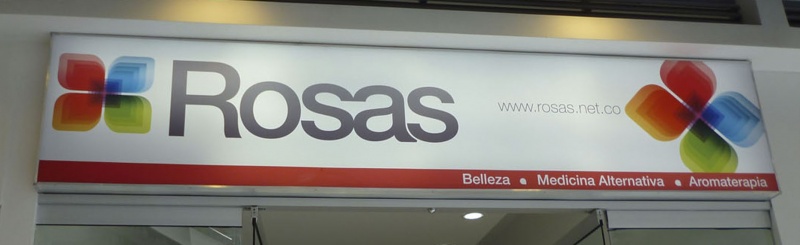 Rosas
www.rosas.net.co
Belleza • Medicina Alternativa • Aromaterapia